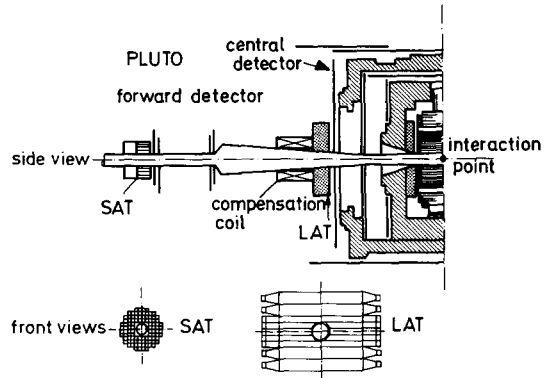 PLUTO
forward detector
central
detector
side view
interaction
point
SAT
compensation
coil
LAT
front views
SAT
LAT